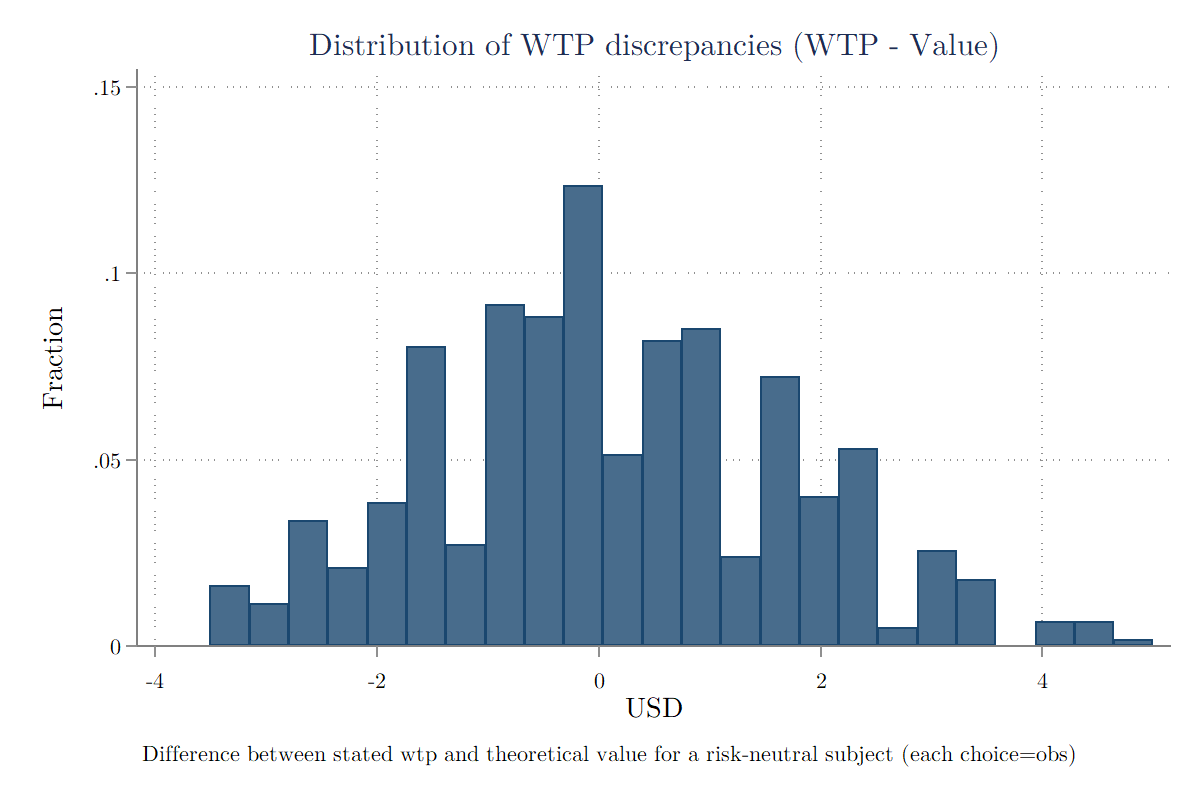 Distribution of WTP discrepancies (WTP - Value)
.15
.1
.05
0
Fraction
-4 -2 0 2 4
USD
Difference between stated wtp and theoretical value for a risk-neutral subject (each choice=obs)